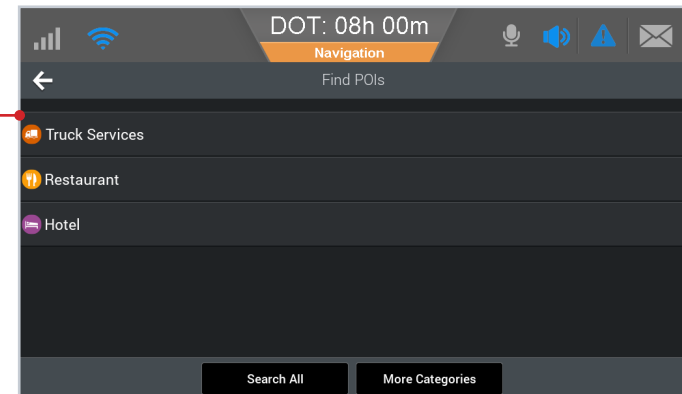 DOT: 08h 00m
Navigation
Find POIs
Truck Services
Restaurant
Hotel
Search All
More Categories